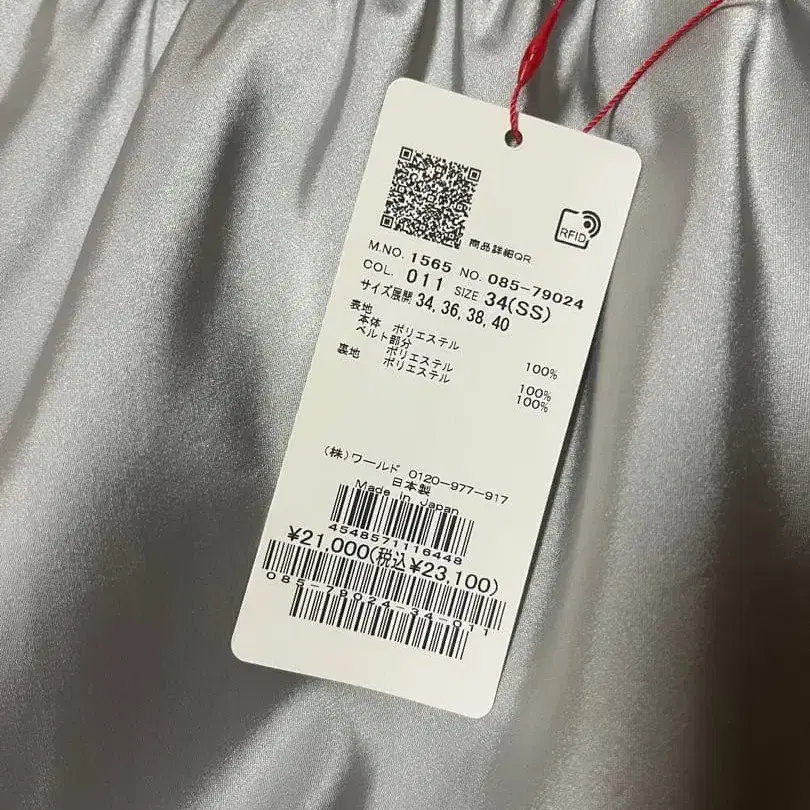 商品詳細QR
RFID
M.NO. 1565 NO. 085-79024
COL. 011 SIZE 34(SS)
サイズ展開 34, 36, 38, 40
表地
本体 ポリエステル 100%
ベルト部分
ポリエステル 100%
裏地 ポリエステル 100%
(株)ワールド 0120-977-917
日本製
Made in Japan
4548571116448
¥21,000(税込¥23,100)
085-79024-34-011